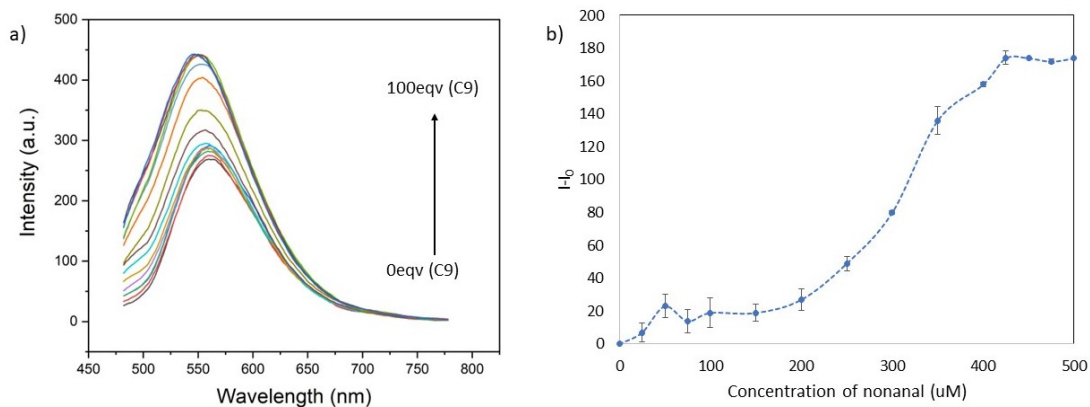 a)
Intensity (a.u.)
500
400
300
200
100
0
100eqv (C9)
0eqv (C9)
450 500 550 600 650 700 750 800
Wavelength (nm)
b)
I-I0
200
180
160
140
120
100
80
60
40
20
0
0 100 200 300 400 500
Concentration of nonanal (uM)